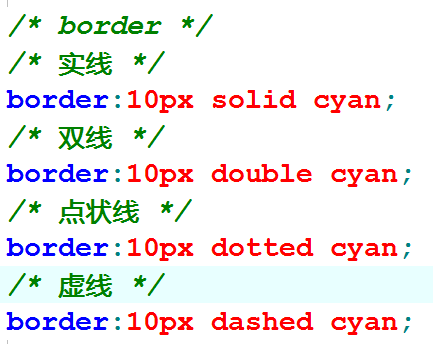 /* border */
/* 实线 */
border:10px solid cyan;
/* 双线 */
border:10px double cyan;
/* 点状线 */
border:10px dotted cyan;
/* 虚线 */
border:10px dashed cyan;